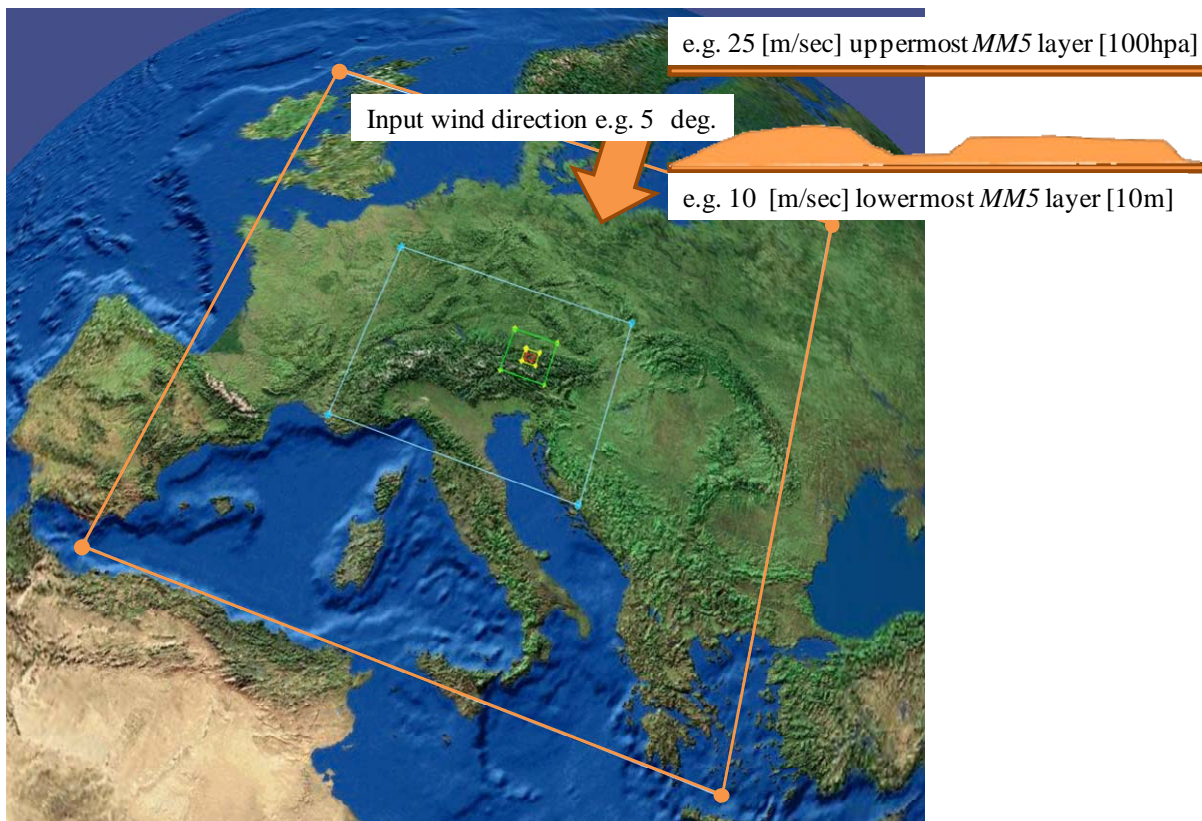 e.g. 25 [m/sec] uppermost MM5 layer [100hpa]
Input wind direction e.g. 5 deg.
e.g. 10 [m/sec] lowermost MM5 layer [10m]